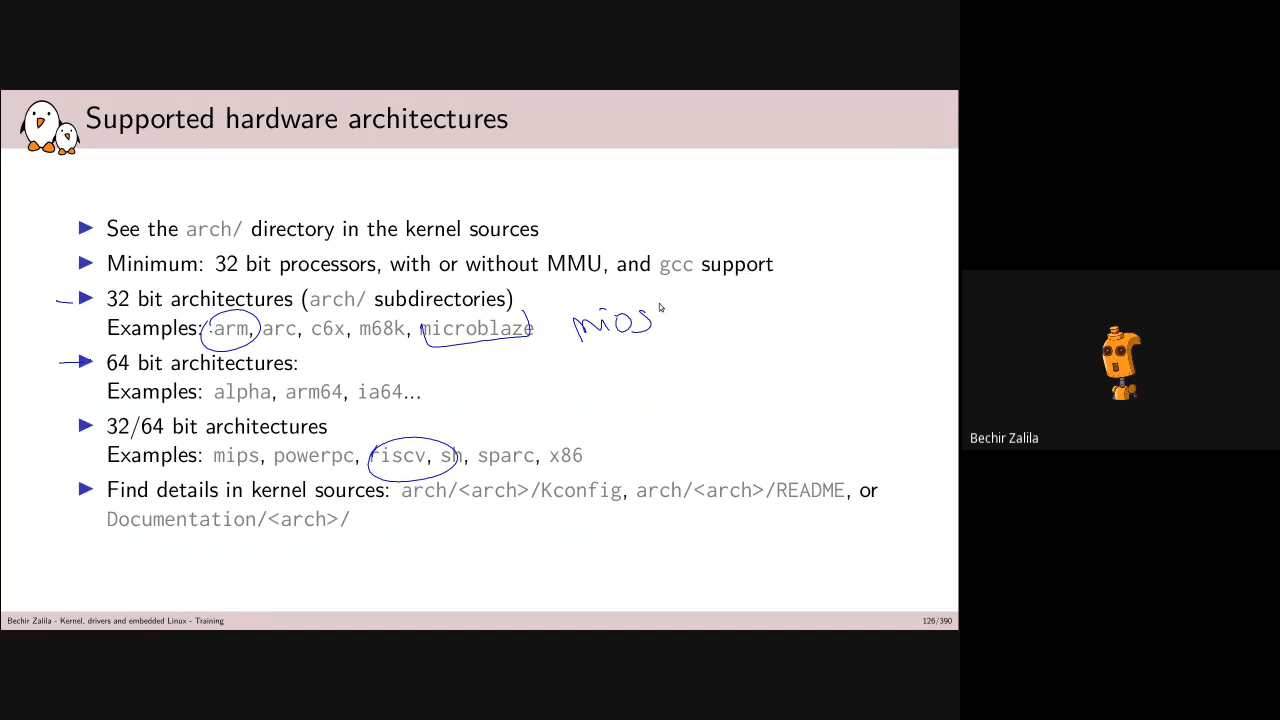 Supported hardware architectures
▶ See the arch/ directory in the kernel sources
▶ Minimum: 32 bit processors, with or without MMU, and gcc support
▶ 32 bit architectures (arch/ subdirectories)
Examples: arm, arc, c6x, m68k, microblaze
▶ 64 bit architectures:
Examples: alpha, arm64, ia64...
▶ 32/64 bit architectures
Examples: mips, powerpc, riscv, sh, sparc, x86
▶ Find details in kernel sources: arch/<arch>/Kconfig, arch/<arch>/README, or
Documentation/<arch>/
Bechir Zalila - Kernel, drivers and embedded Linux - Training
126/390
Bechir Zalila